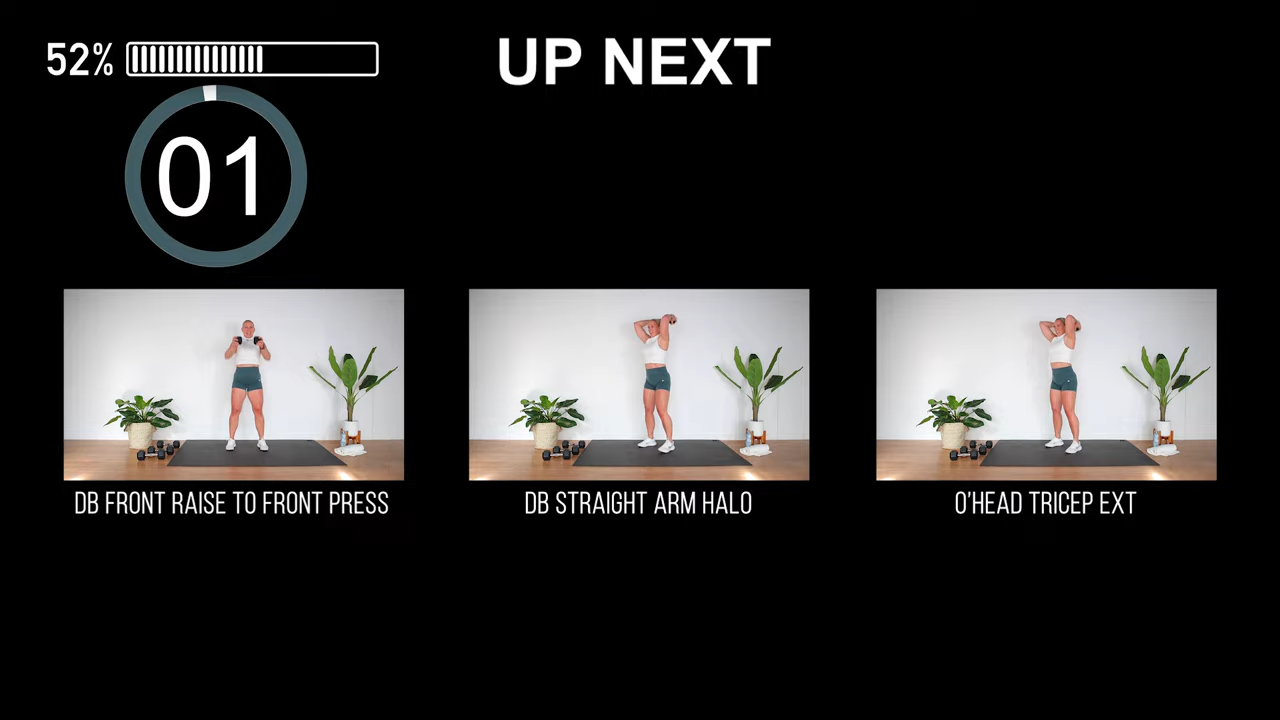 52%
UP NEXT
01
DB FRONT RAISE TO FRONT PRESS
DB STRAIGHT ARM HALO
O'HEAD TRICEP EXT